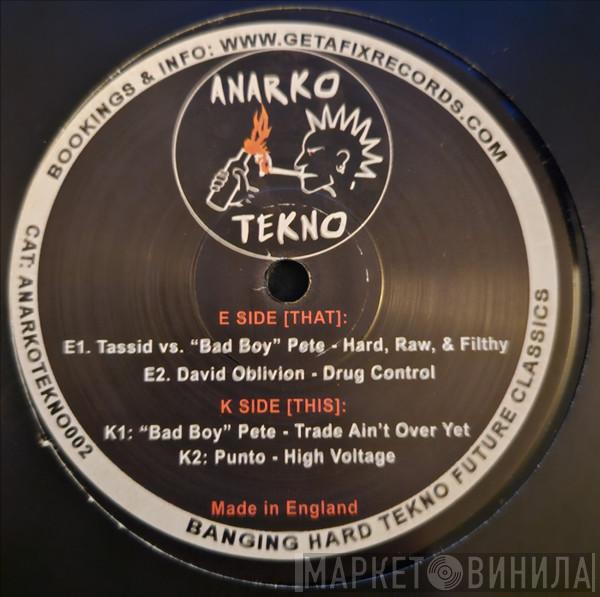 BOOKINGS & INFO: WWW.GETAFIXRECORDS.COM
ANARKO
TEKNO
E SIDE [THAT]:
E1. Tassid vs. “Bad Boy” Pete - Hard, Raw, & Filthy
E2. David Oblivion - Drug Control
K SIDE [THIS]:
K1: “Bad Boy” Pete - Trade Ain't Over Yet
K2: Punto - High Voltage
Made in England
CAT: ANARKOTEKNO002
BANGING HARD TEKNO FUTURE CLASSICS
МАРКЕТ ВИНИЛА